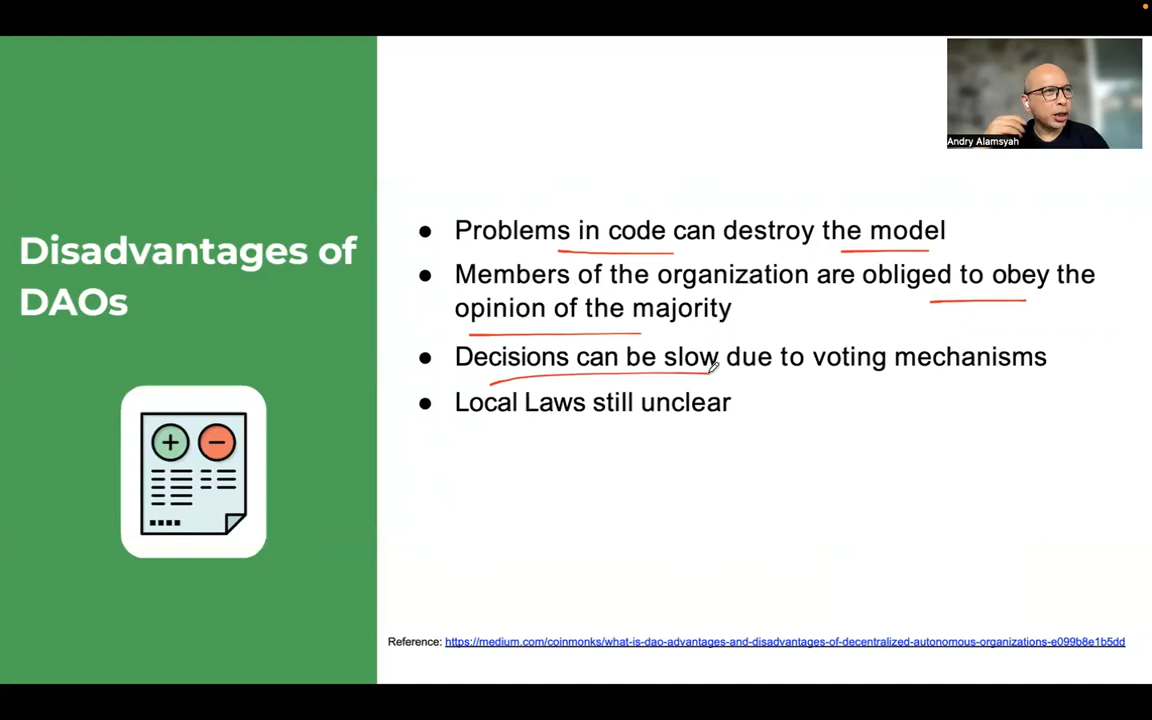 Andry Alamsyah
Disadvantages of
DAOs
● Problems in code can destroy the model
● Members of the organization are obliged to obey the
opinion of the majority
● Decisions can be slow due to voting mechanisms
● Local Laws still unclear
Reference: https://medium.com/coinmonks/what-is-dao-advantages-and-disadvantages-of-decentralized-autonomous-organizations-e099b8e1b5dd